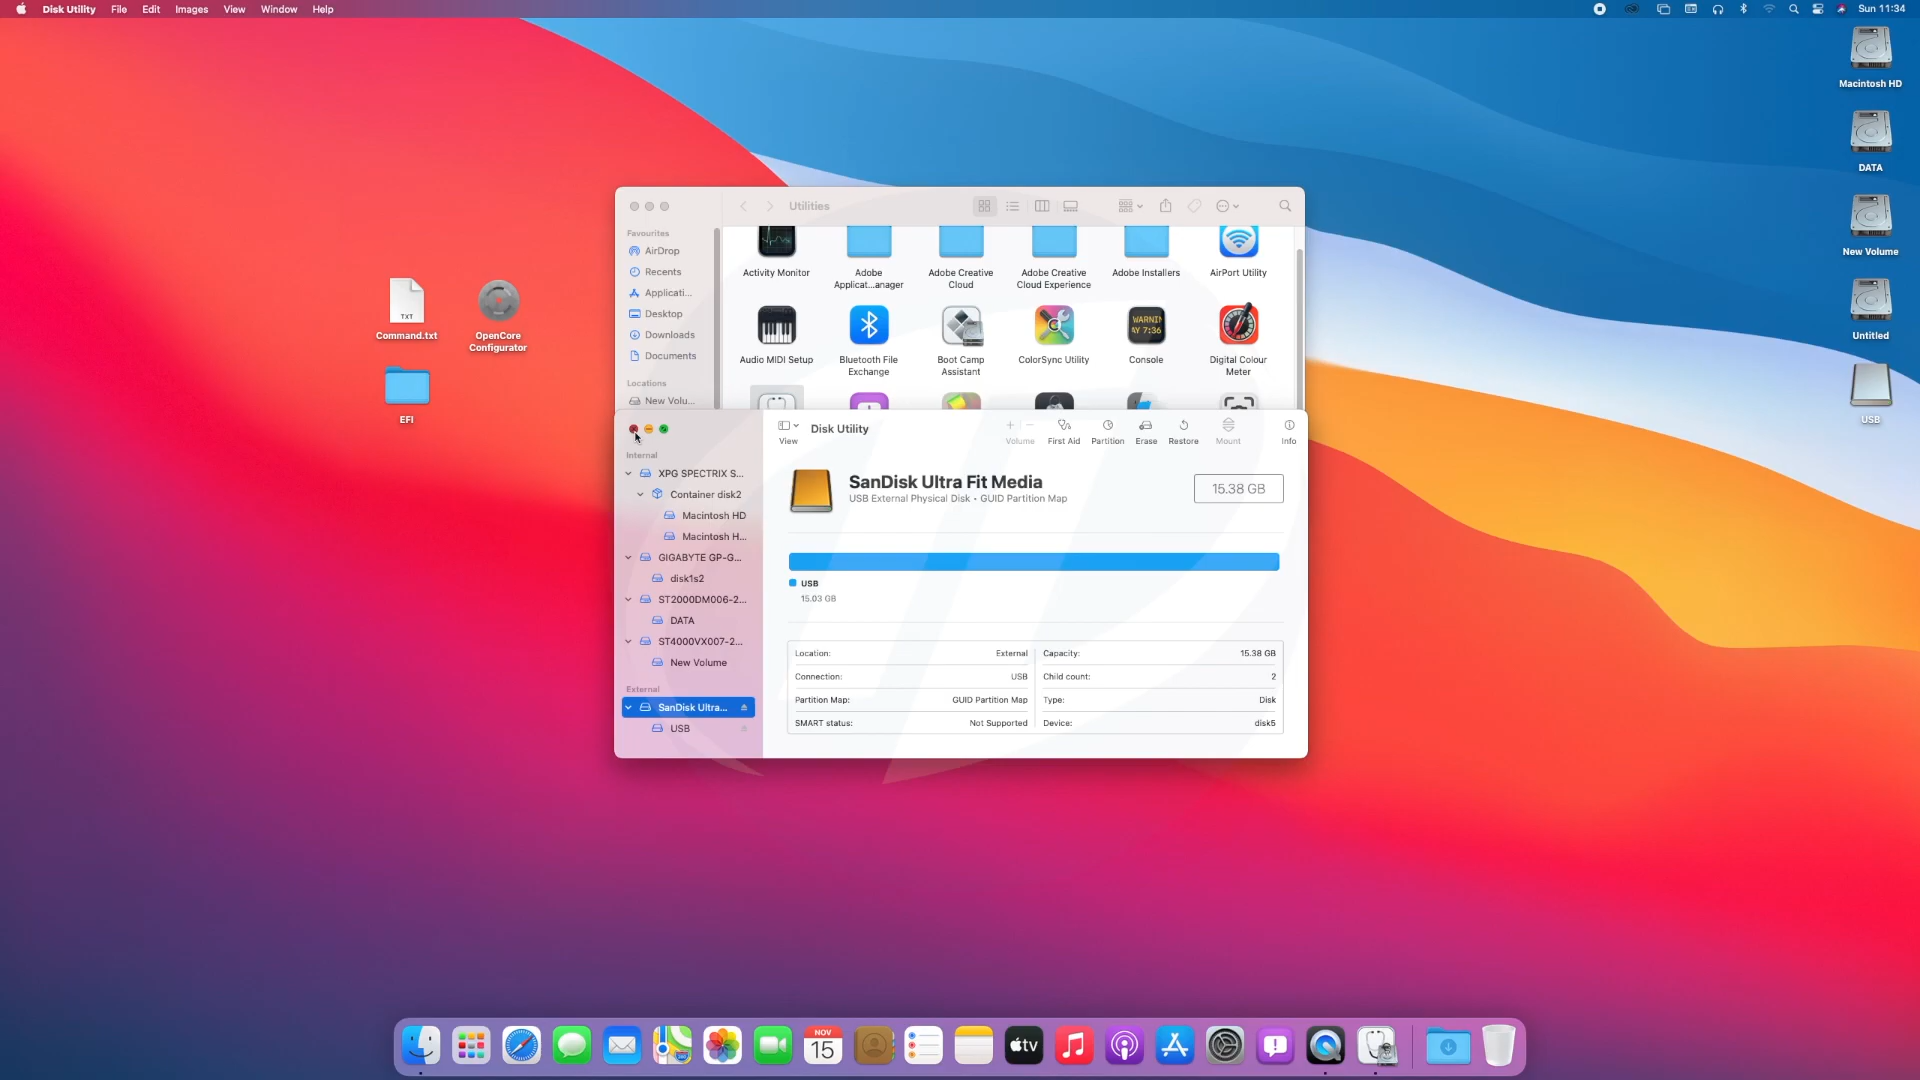 Disk Utility File Edit Images View Window Help
Sun 11:34
Macintosh HD
DATA
New Volume
Untitled
USB
Command.txt
TXT
OpenCore
Configurator
EFI
Utilities
Favourites
AirDrop
Recents
Applicati...
Desktop
Downloads
Documents
Locations
New Volu...
Activity Monitor
Adobe
Applicat...anager
Adobe Creative
Cloud
Adobe Creative
Cloud Experience
Adobe Installers
AirPort Utility
Audio MIDI Setup
Bluetooth File
Exchange
Boot Camp
Assistant
ColorSync Utility
WARNIN
AY 7:36
Console
Digital Colour
Meter
View
Disk Utility
Volume
First Aid
Partition
Erase
Restore
Mount
Info
Internal
XPG SPECTRIX S...
Container disk2
Macintosh HD
Macintosh H...
GIGABYTE GP-G...
disk1s2
ST2000DM006-2...
DATA
ST4000VX007-2...
New Volume
External
SanDisk Ultra...
USB
SanDisk Ultra Fit Media
USB External Physical Disk • GUID Partition Map
15.38 GB
USB
15.03 GB
Location: External
Capacity: 15.38 GB
Connection: USB
Child count: 2
Partition Map: GUID Partition Map
Type: Disk
SMART status: Not Supported
Device: disk5
NOV
15
tv